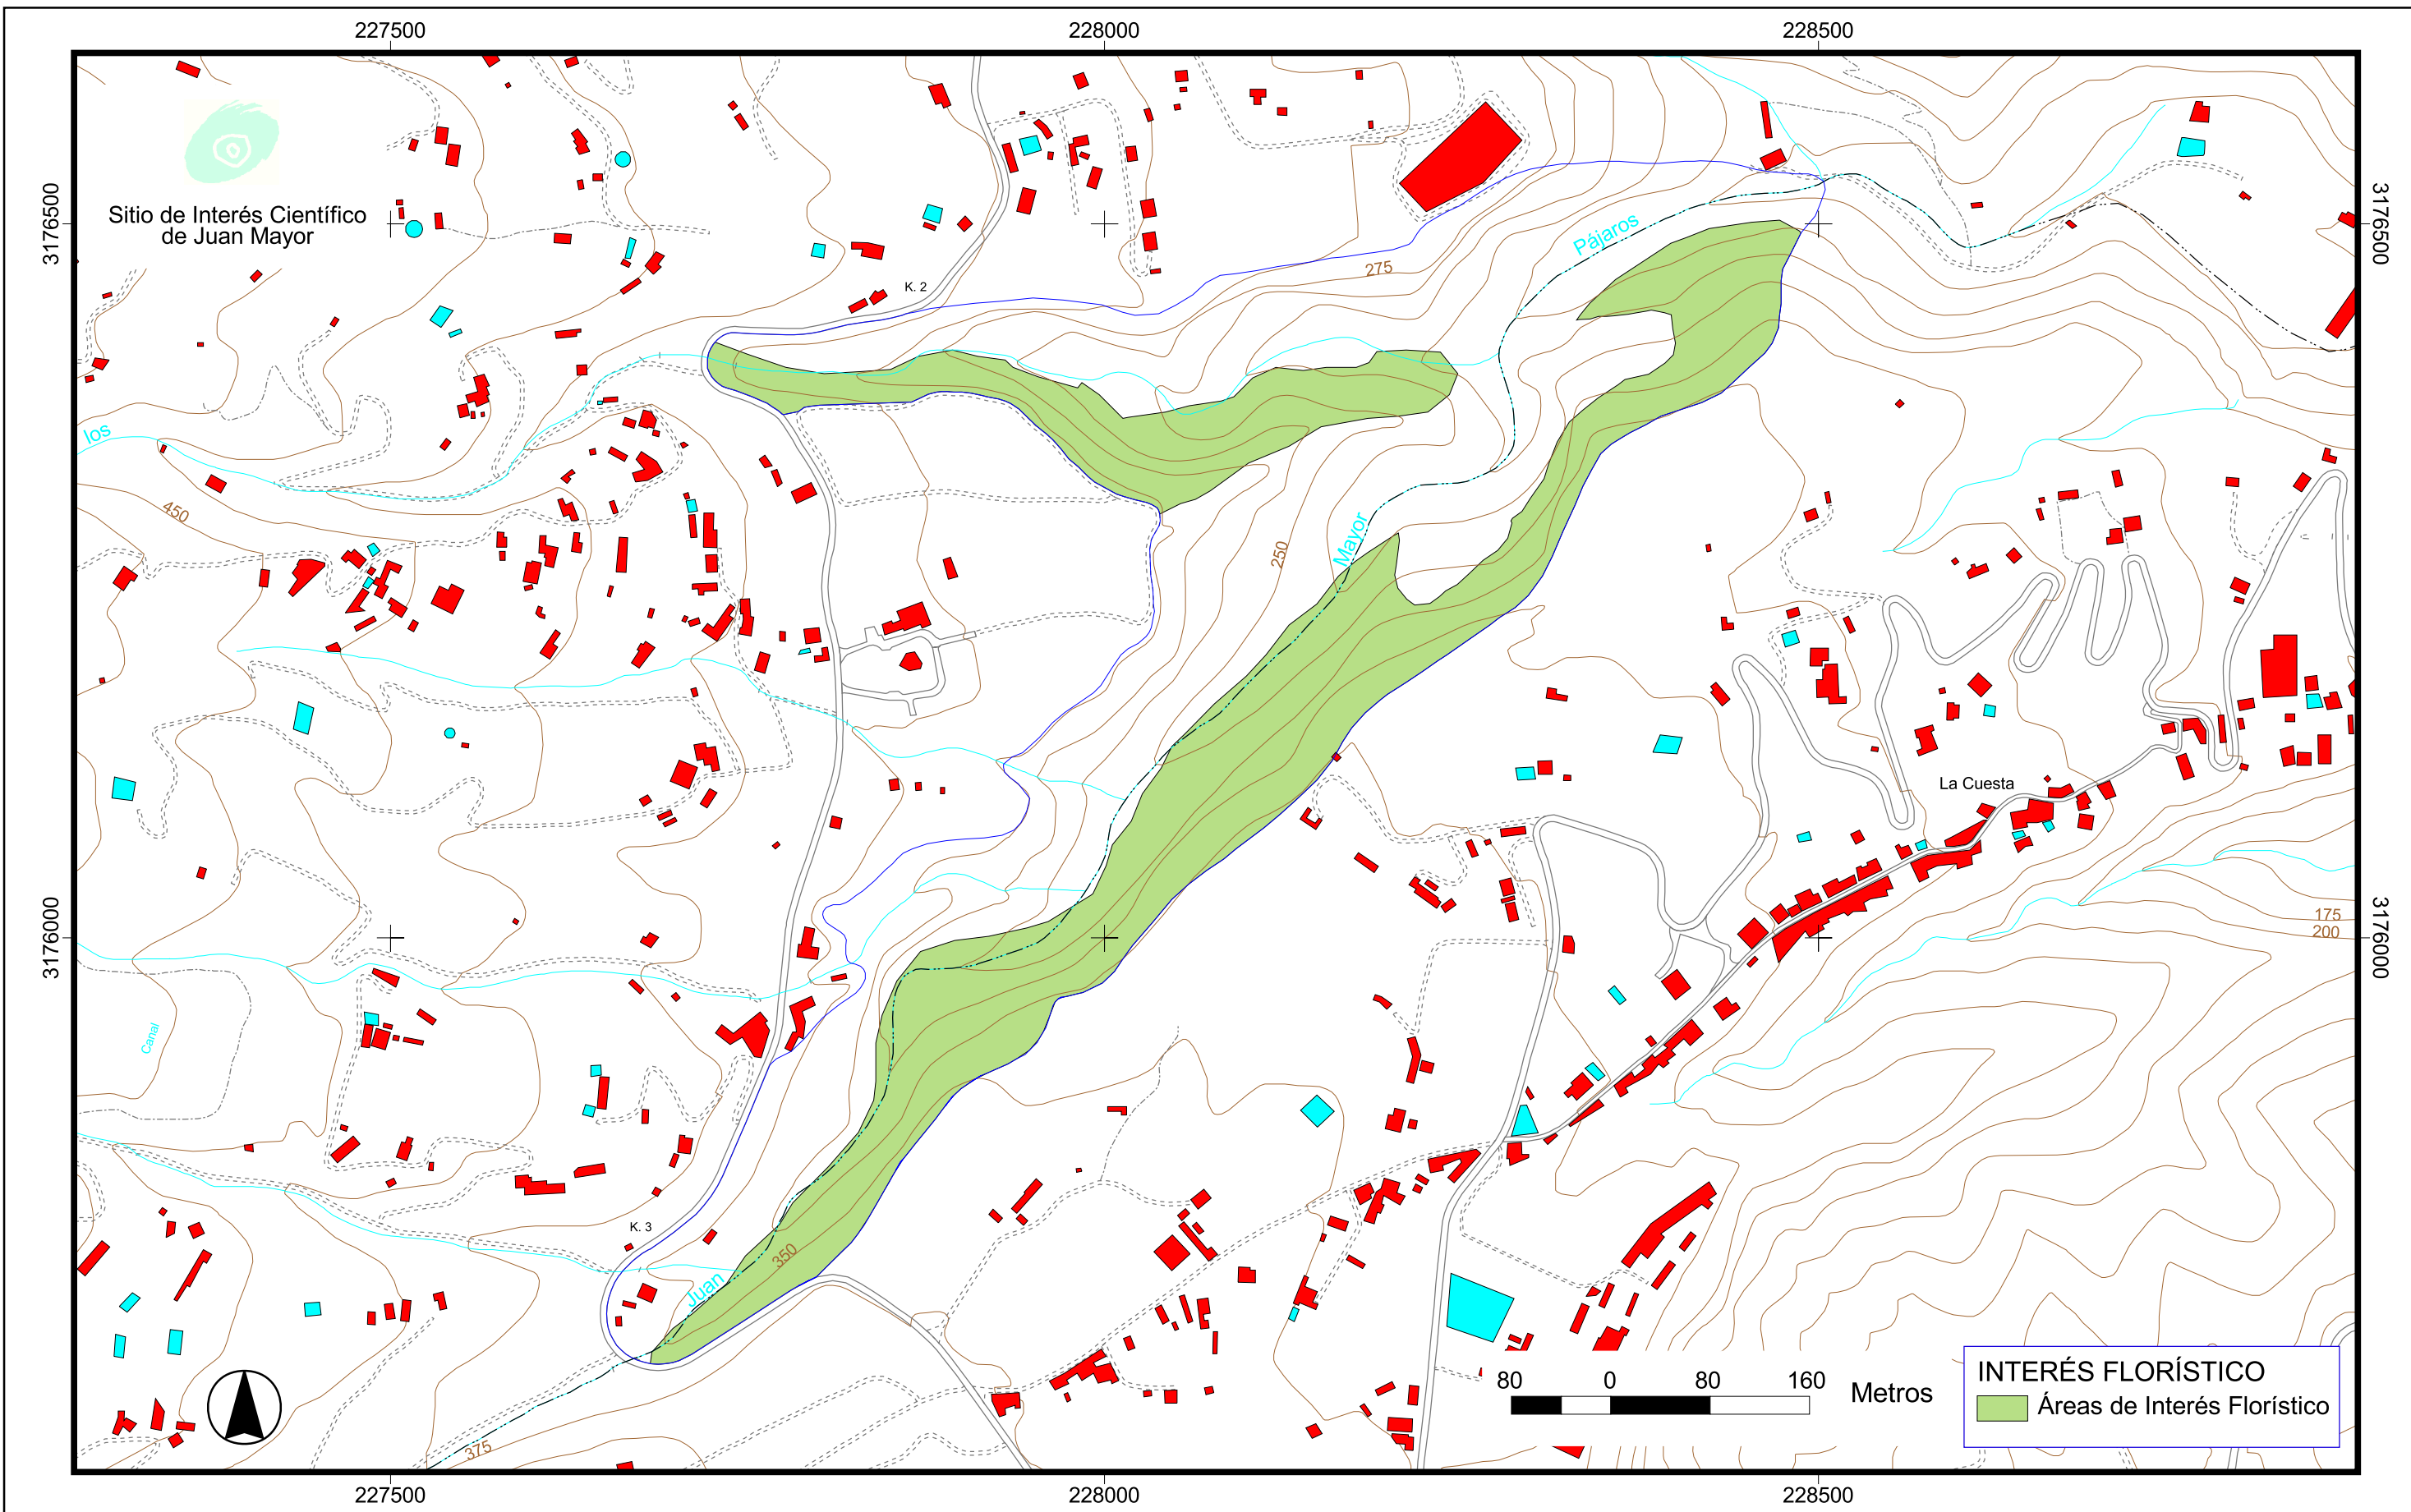 227500
228000
228500
3176500
3176500
Sitio de Interés Científico
de Juan Mayor
Pájaros
275
K. 2
los
450
Mayor
250
La Cuesta
175
200
3176000
3176000
Canal
K. 3
350
Juan
375
80
0
80
160
Metros
INTERÉS FLORÍSTICO
Áreas de Interés Florístico
227500
228000
228500